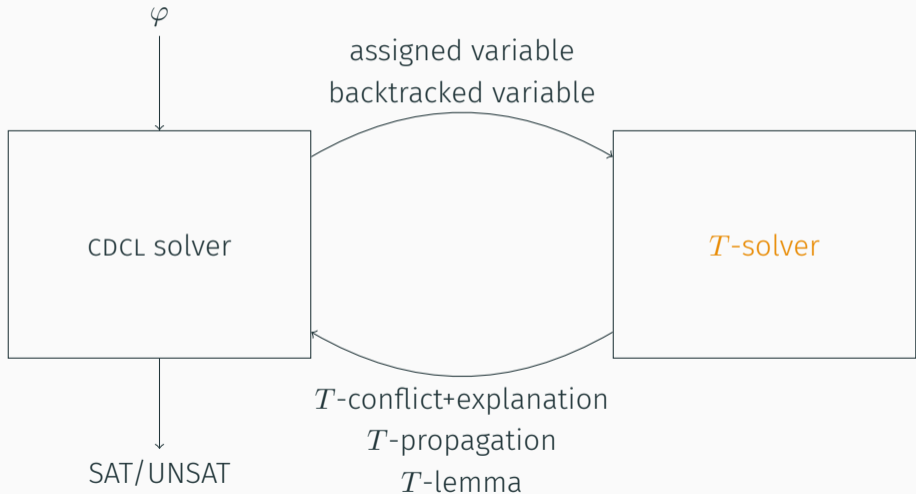 φ
assigned variable
backtracked variable
CDCL solver
T-solver
T-conflict+explanation
T-propagation
T-lemma
SAT/UNSAT